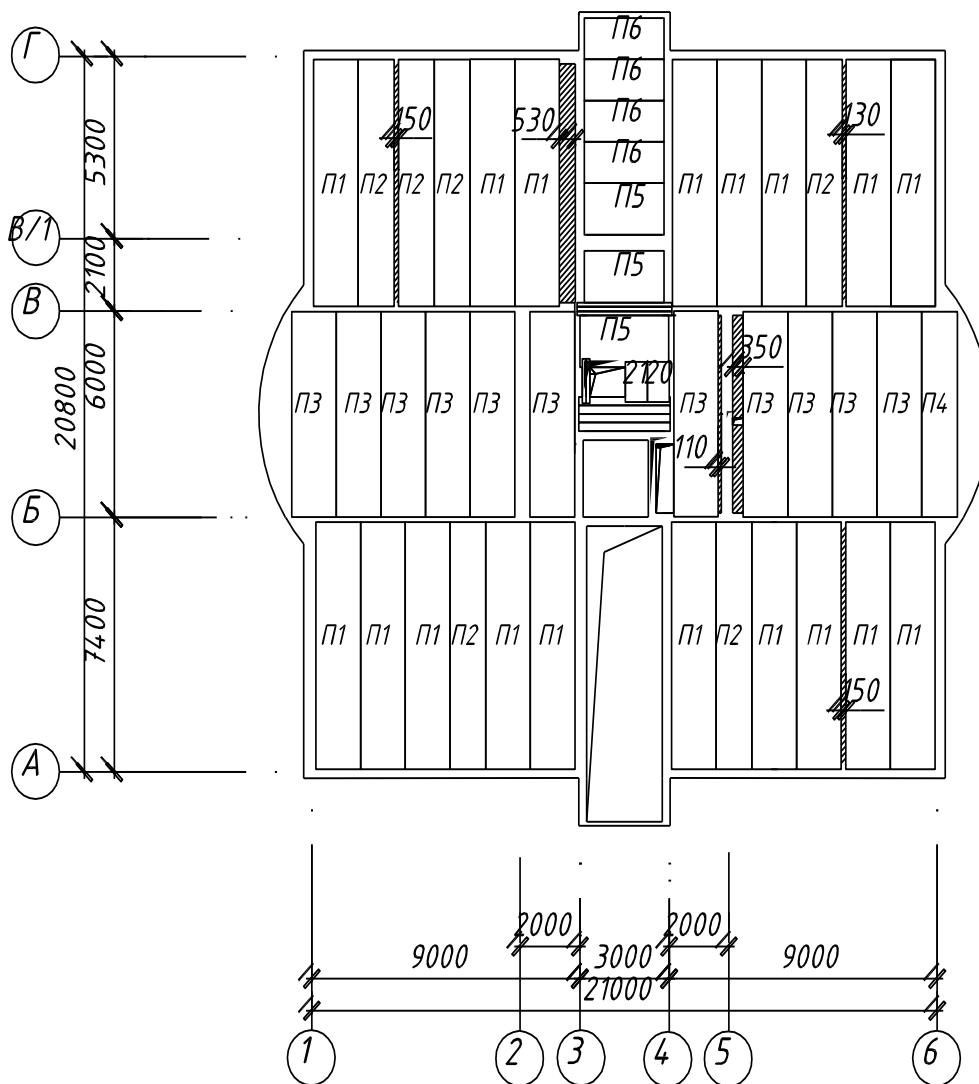 П6
Г
П6
150
530
П6
130
5300
П6
П1 П2 П2 П2 П1 П1 П5 П1 П1 П1 П2 П1 П1
В/1
2100
П5
В
П5
350
6000
2120
20800
П3 П3 П3 П3 П3 П3 П3 П3 П3 П3 П3 П4
110
Б
7400
П1 П1 П1 П2 П1 П1 П1 П2 П1 П1 П1 П1
150
А
2000 2000
9000 3000 9000
21000
1 2 3 4 5 6